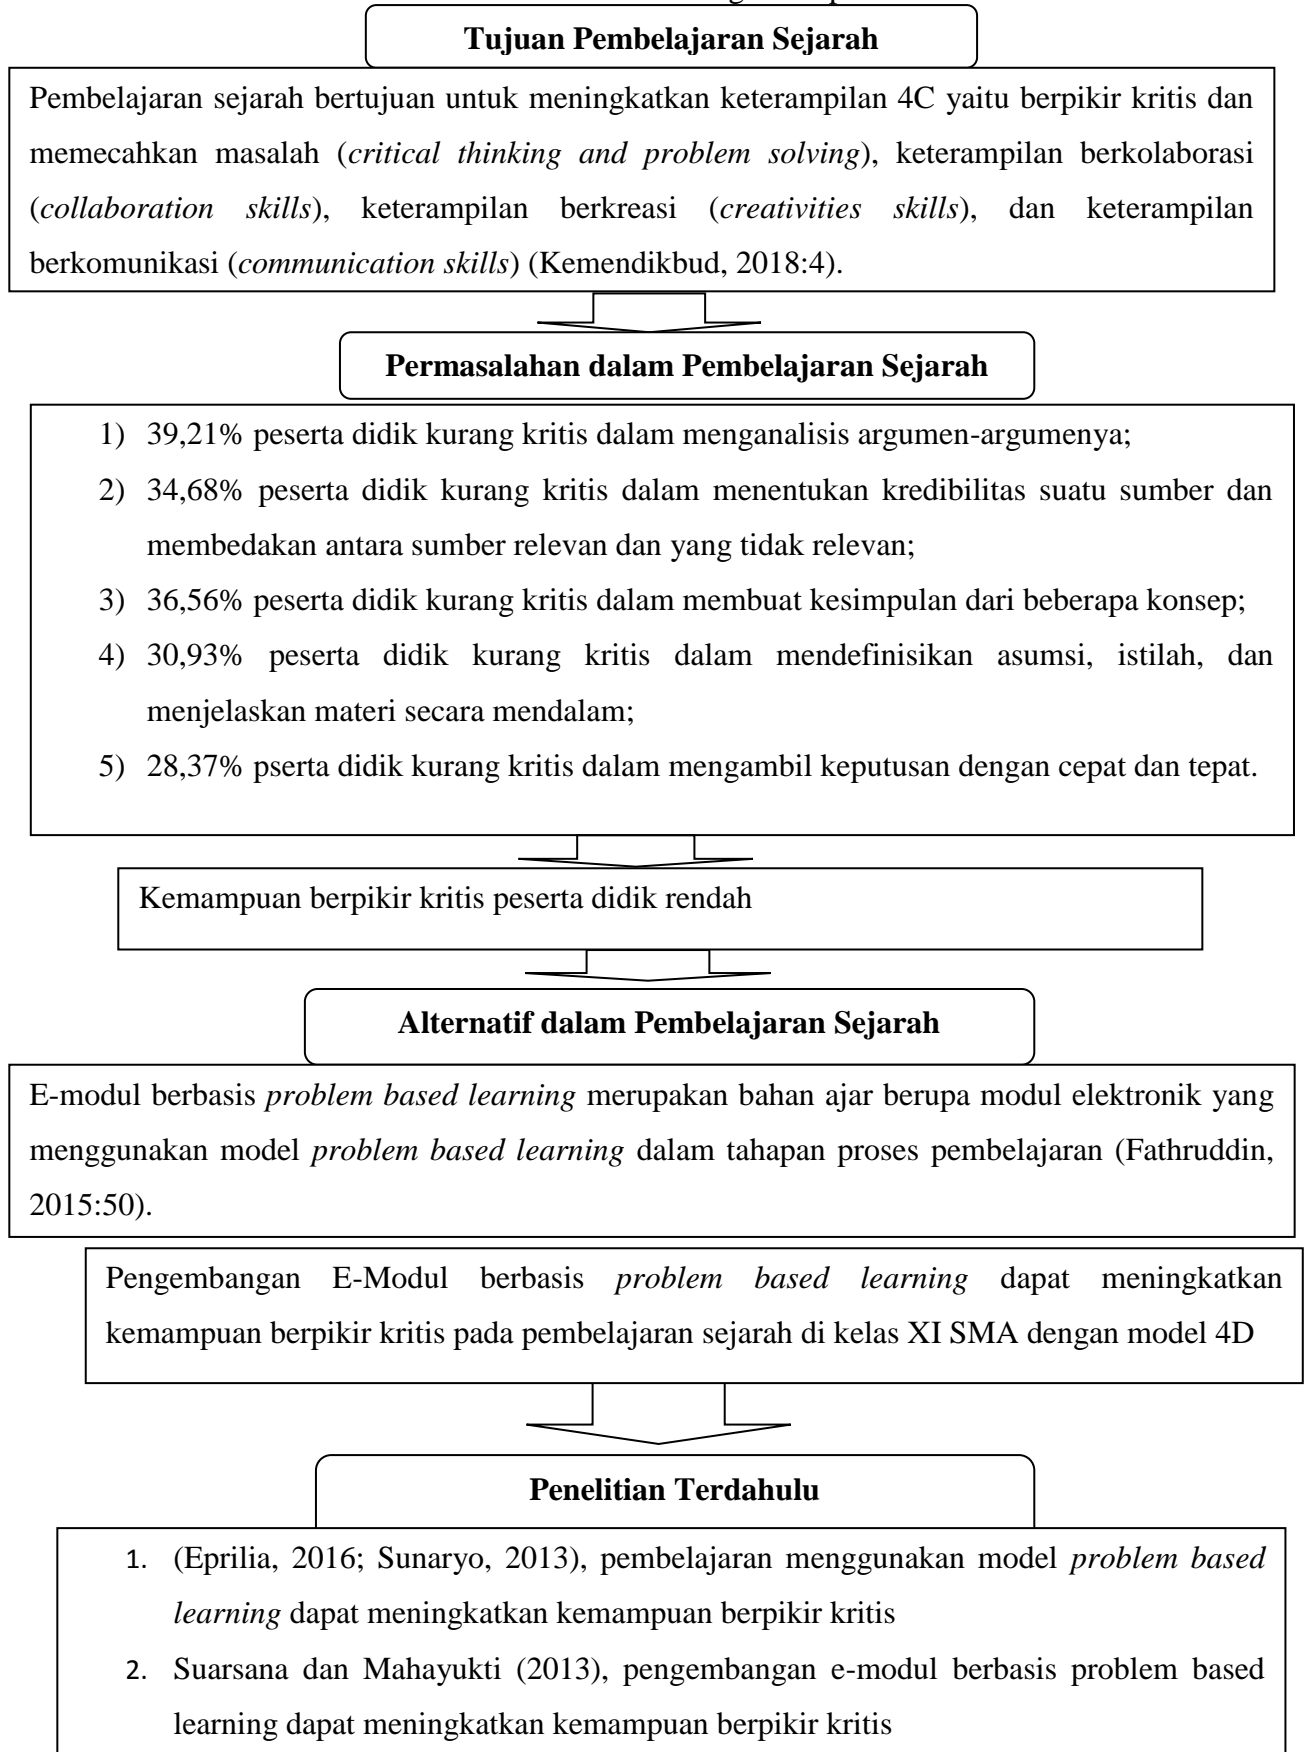 Tujuan Pembelajaran Sejarah
Pembelajaran sejarah bertujuan untuk meningkatkan keterampilan 4C yaitu berpikir kritis dan
memecahkan masalah (critical thinking and problem solving), keterampilan berkolaborasi
(collaboration skills), keterampilan berkreasi (creativities skills), dan keterampilan
berkomunikasi (communication skills) (Kemendikbud, 2018:4).
Permasalahan dalam Pembelajaran Sejarah
1) 39,21% peserta didik kurang kritis dalam menganalisis argumen-argumenya;
2) 34,68% peserta didik kurang kritis dalam menentukan kredibilitas suatu sumber dan
membedakan antara sumber relevan dan yang tidak relevan;
3) 36,56% peserta didik kurang kritis dalam membuat kesimpulan dari beberapa konsep;
4) 30,93% peserta didik kurang kritis dalam mendefinisikan asumsi, istilah, dan
menjelaskan materi secara mendalam;
5) 28,37% pserta didik kurang kritis dalam mengambil keputusan dengan cepat dan tepat.
Kemampuan berpikir kritis peserta didik rendah
Alternatif dalam Pembelajaran Sejarah
E-modul berbasis problem based learning merupakan bahan ajar berupa modul elektronik yang
menggunakan model problem based learning dalam tahapan proses pembelajaran (Fathruddin,
2015:50).
Pengembangan E-Modul berbasis problem based learning dapat meningkatkan
kemampuan berpikir kritis pada pembelajaran sejarah di kelas XI SMA dengan model 4D
Penelitian Terdahulu
1. (Eprilia, 2016; Sunaryo, 2013), pembelajaran menggunakan model problem based
learning dapat meningkatkan kemampuan berpikir kritis
2. Suarsana dan Mahayukti (2013), pengembangan e-modul berbasis problem based
learning dapat meningkatkan kemampuan berpikir kritis